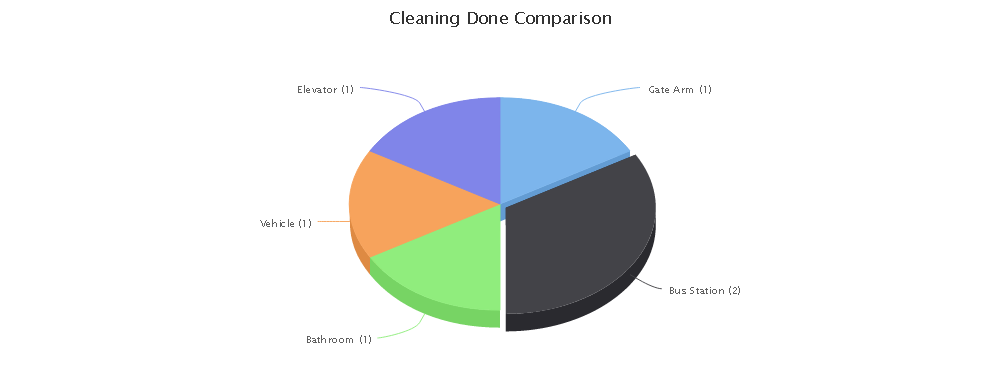 Cleaning Done Comparison
Elevator (1)
Gate Arm (1)
Vehicle (1)
Bus Station (2)
Bathroom (1)